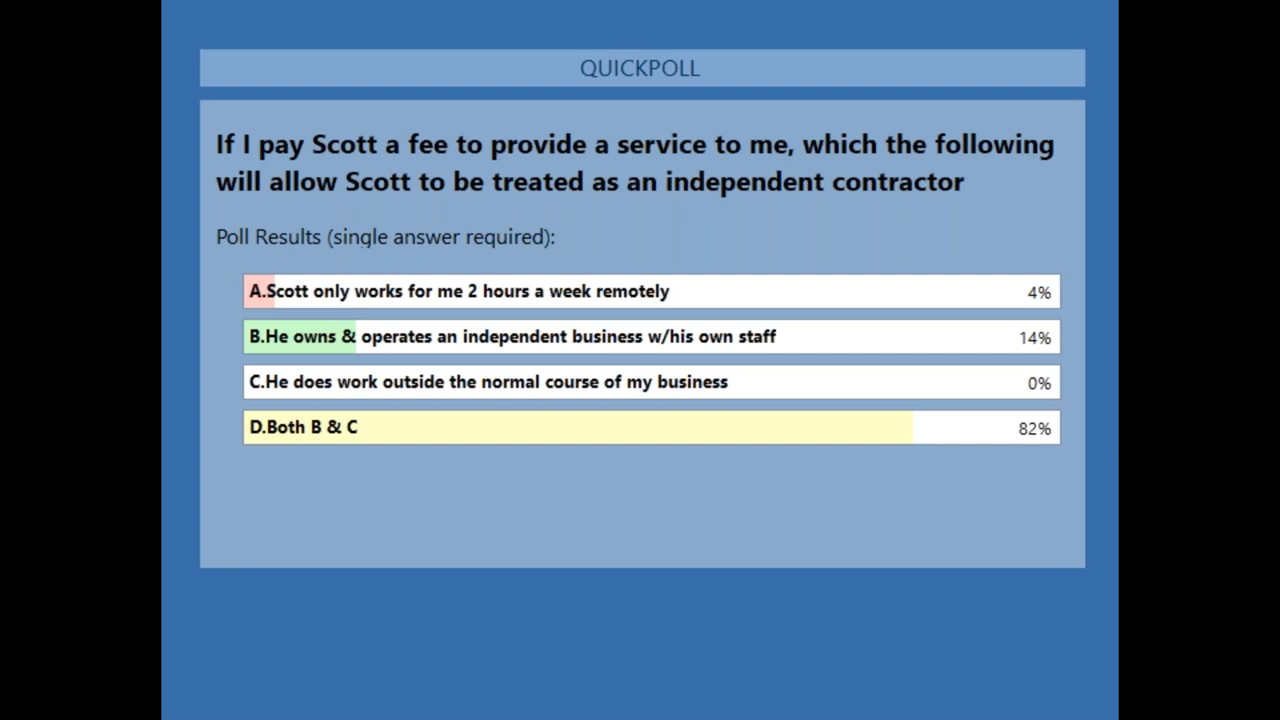 QUICKPOLL
If I pay Scott a fee to provide a service to me, which the following
will allow Scott to be treated as an independent contractor
Poll Results (single answer required):
A.Scott only works for me 2 hours a week remotely 4%
B.He owns & operates an independent business w/his own staff 14%
C.He does work outside the normal course of my business 0%
D.Both B & C 82%